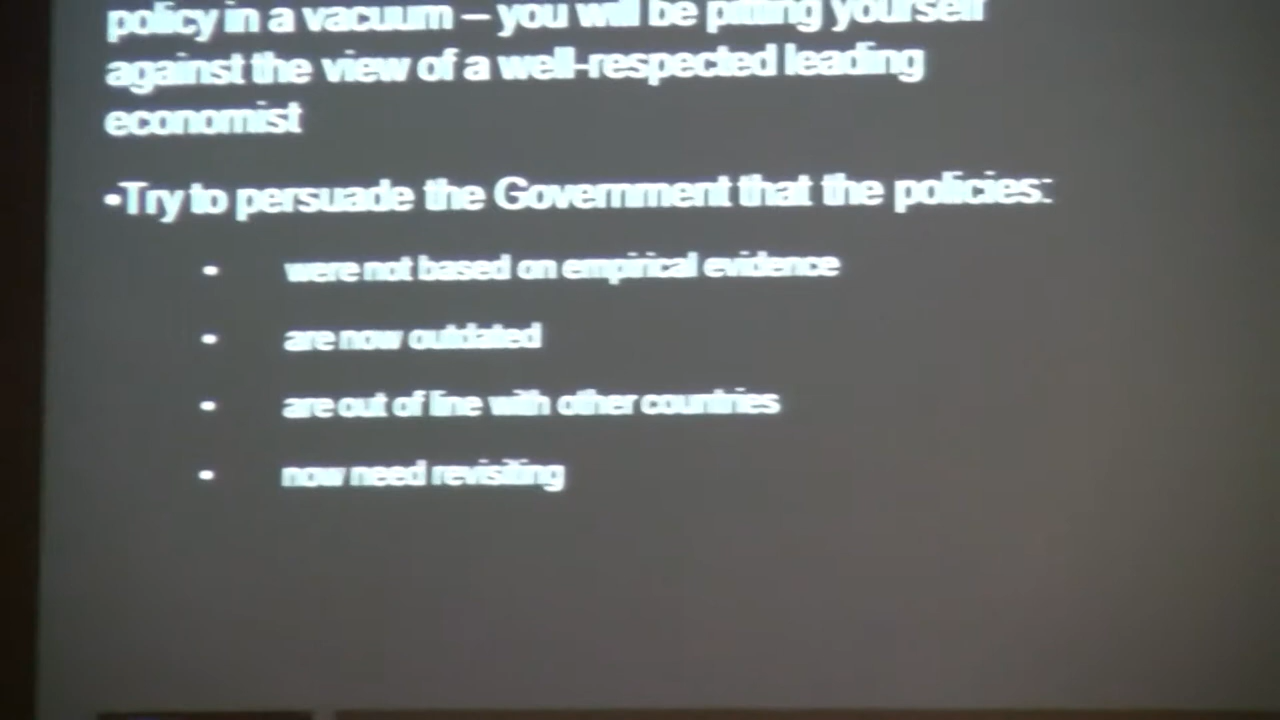 policy in a vacuum – you will be pitting yourself
against the view of a well-respected leading
economist
•Try to persuade the Government that the policies:
• were not based on empirical evidence
• are now outdated
• are out of line with other countries
• now need revisiting